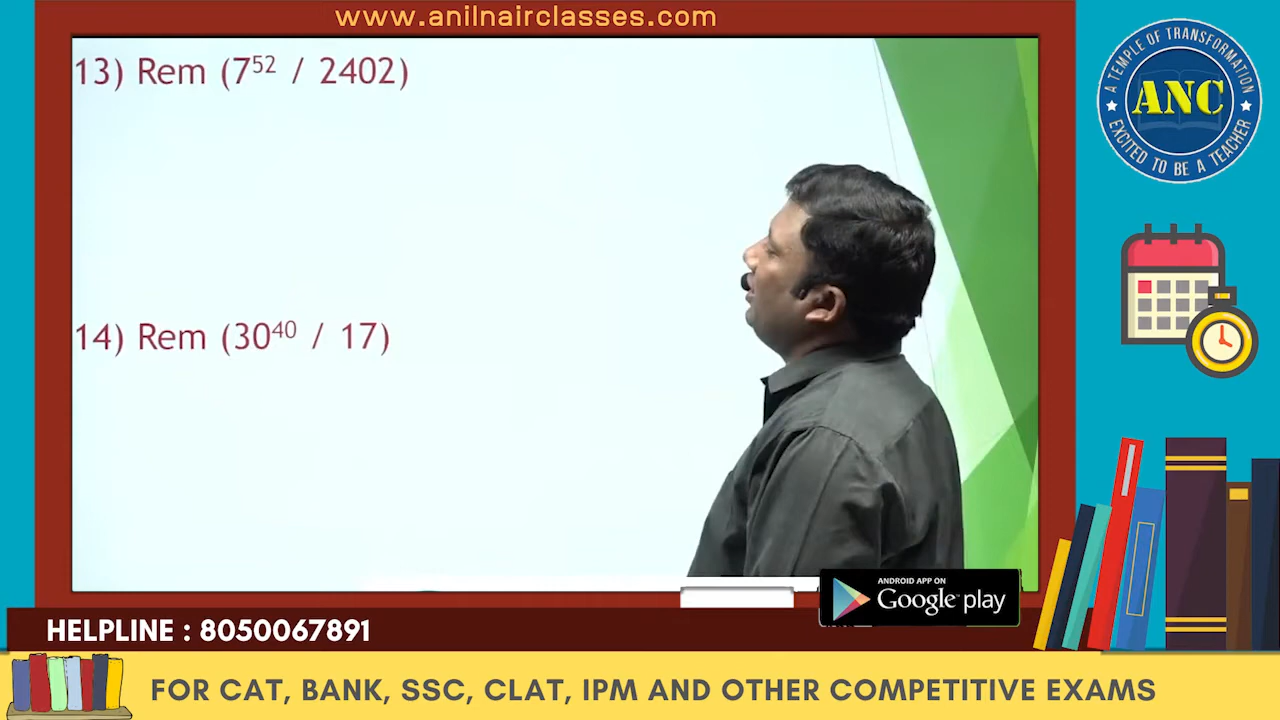 www.anilnairclasses.com
13) Rem (7⁵² / 2402)
14) Rem (30⁴⁰ / 17)
A TEMPLE OF TRANSFORMATION
ANC
EXCITED TO BE A TEACHER
ANDROID APP ON
Google play
HELPLINE : 8050067891
FOR CAT, BANK, SSC, CLAT, IPM AND OTHER COMPETITIVE EXAMS